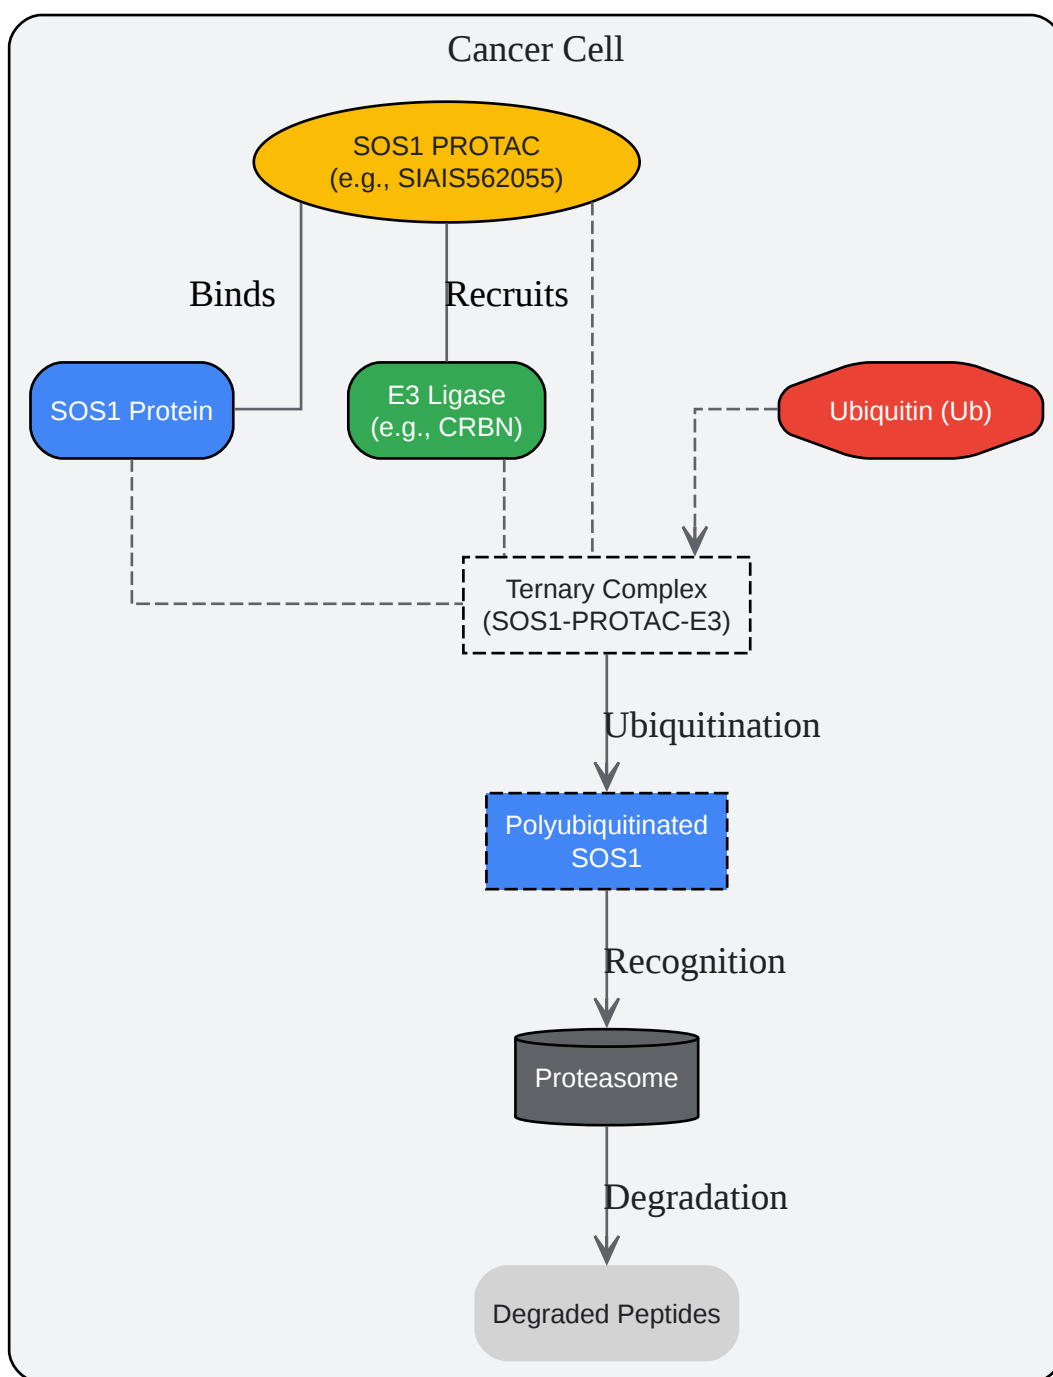 Cancer Cell
SOS1 PROTAC
(e.g., SIAIS562055)
Binds
Recruits
SOS1 Protein
E3 Ligase
(e.g., CRBN)
Ubiquitin (Ub)
Ternary Complex
(SOS1-PROTAC-E3)
Ubiquitination
Polyubiquitinated
SOS1
Recognition
Proteasome
Degradation
Degraded Peptides